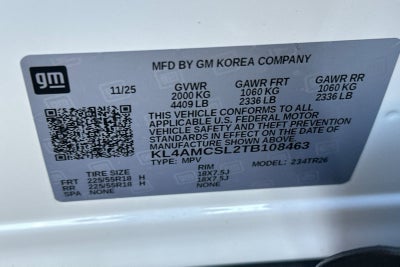 gm
MFD BY GM KOREA COMPANY
11/25
GVWR GAWR FRT GAWR RR
2000 KG 1060 KG 1060 KG
4409 LB 2336 LB 2336 LB
THIS VEHICLE CONFORMS TO ALL
APPLICABLE U.S. FEDERAL MOTOR VEHICLE
SAFETY AND THEFT PREVENTION
STANDARDS IN EFFECT ON THE DATE OF
MANUFACTURE SHOWN ABOVE.
KL4AMCSL2TB108463
TYPE: MPV MODEL: 234TR26
TIRE SIZE RIM
FRT 225/55R18 H 18X7.5J
RR 225/55R18 H 18X7.5J
SPA NONE NONE